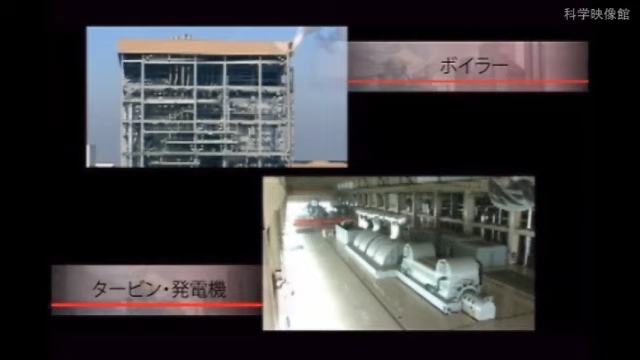 科学映像館
ボイラー
タービン・発電機